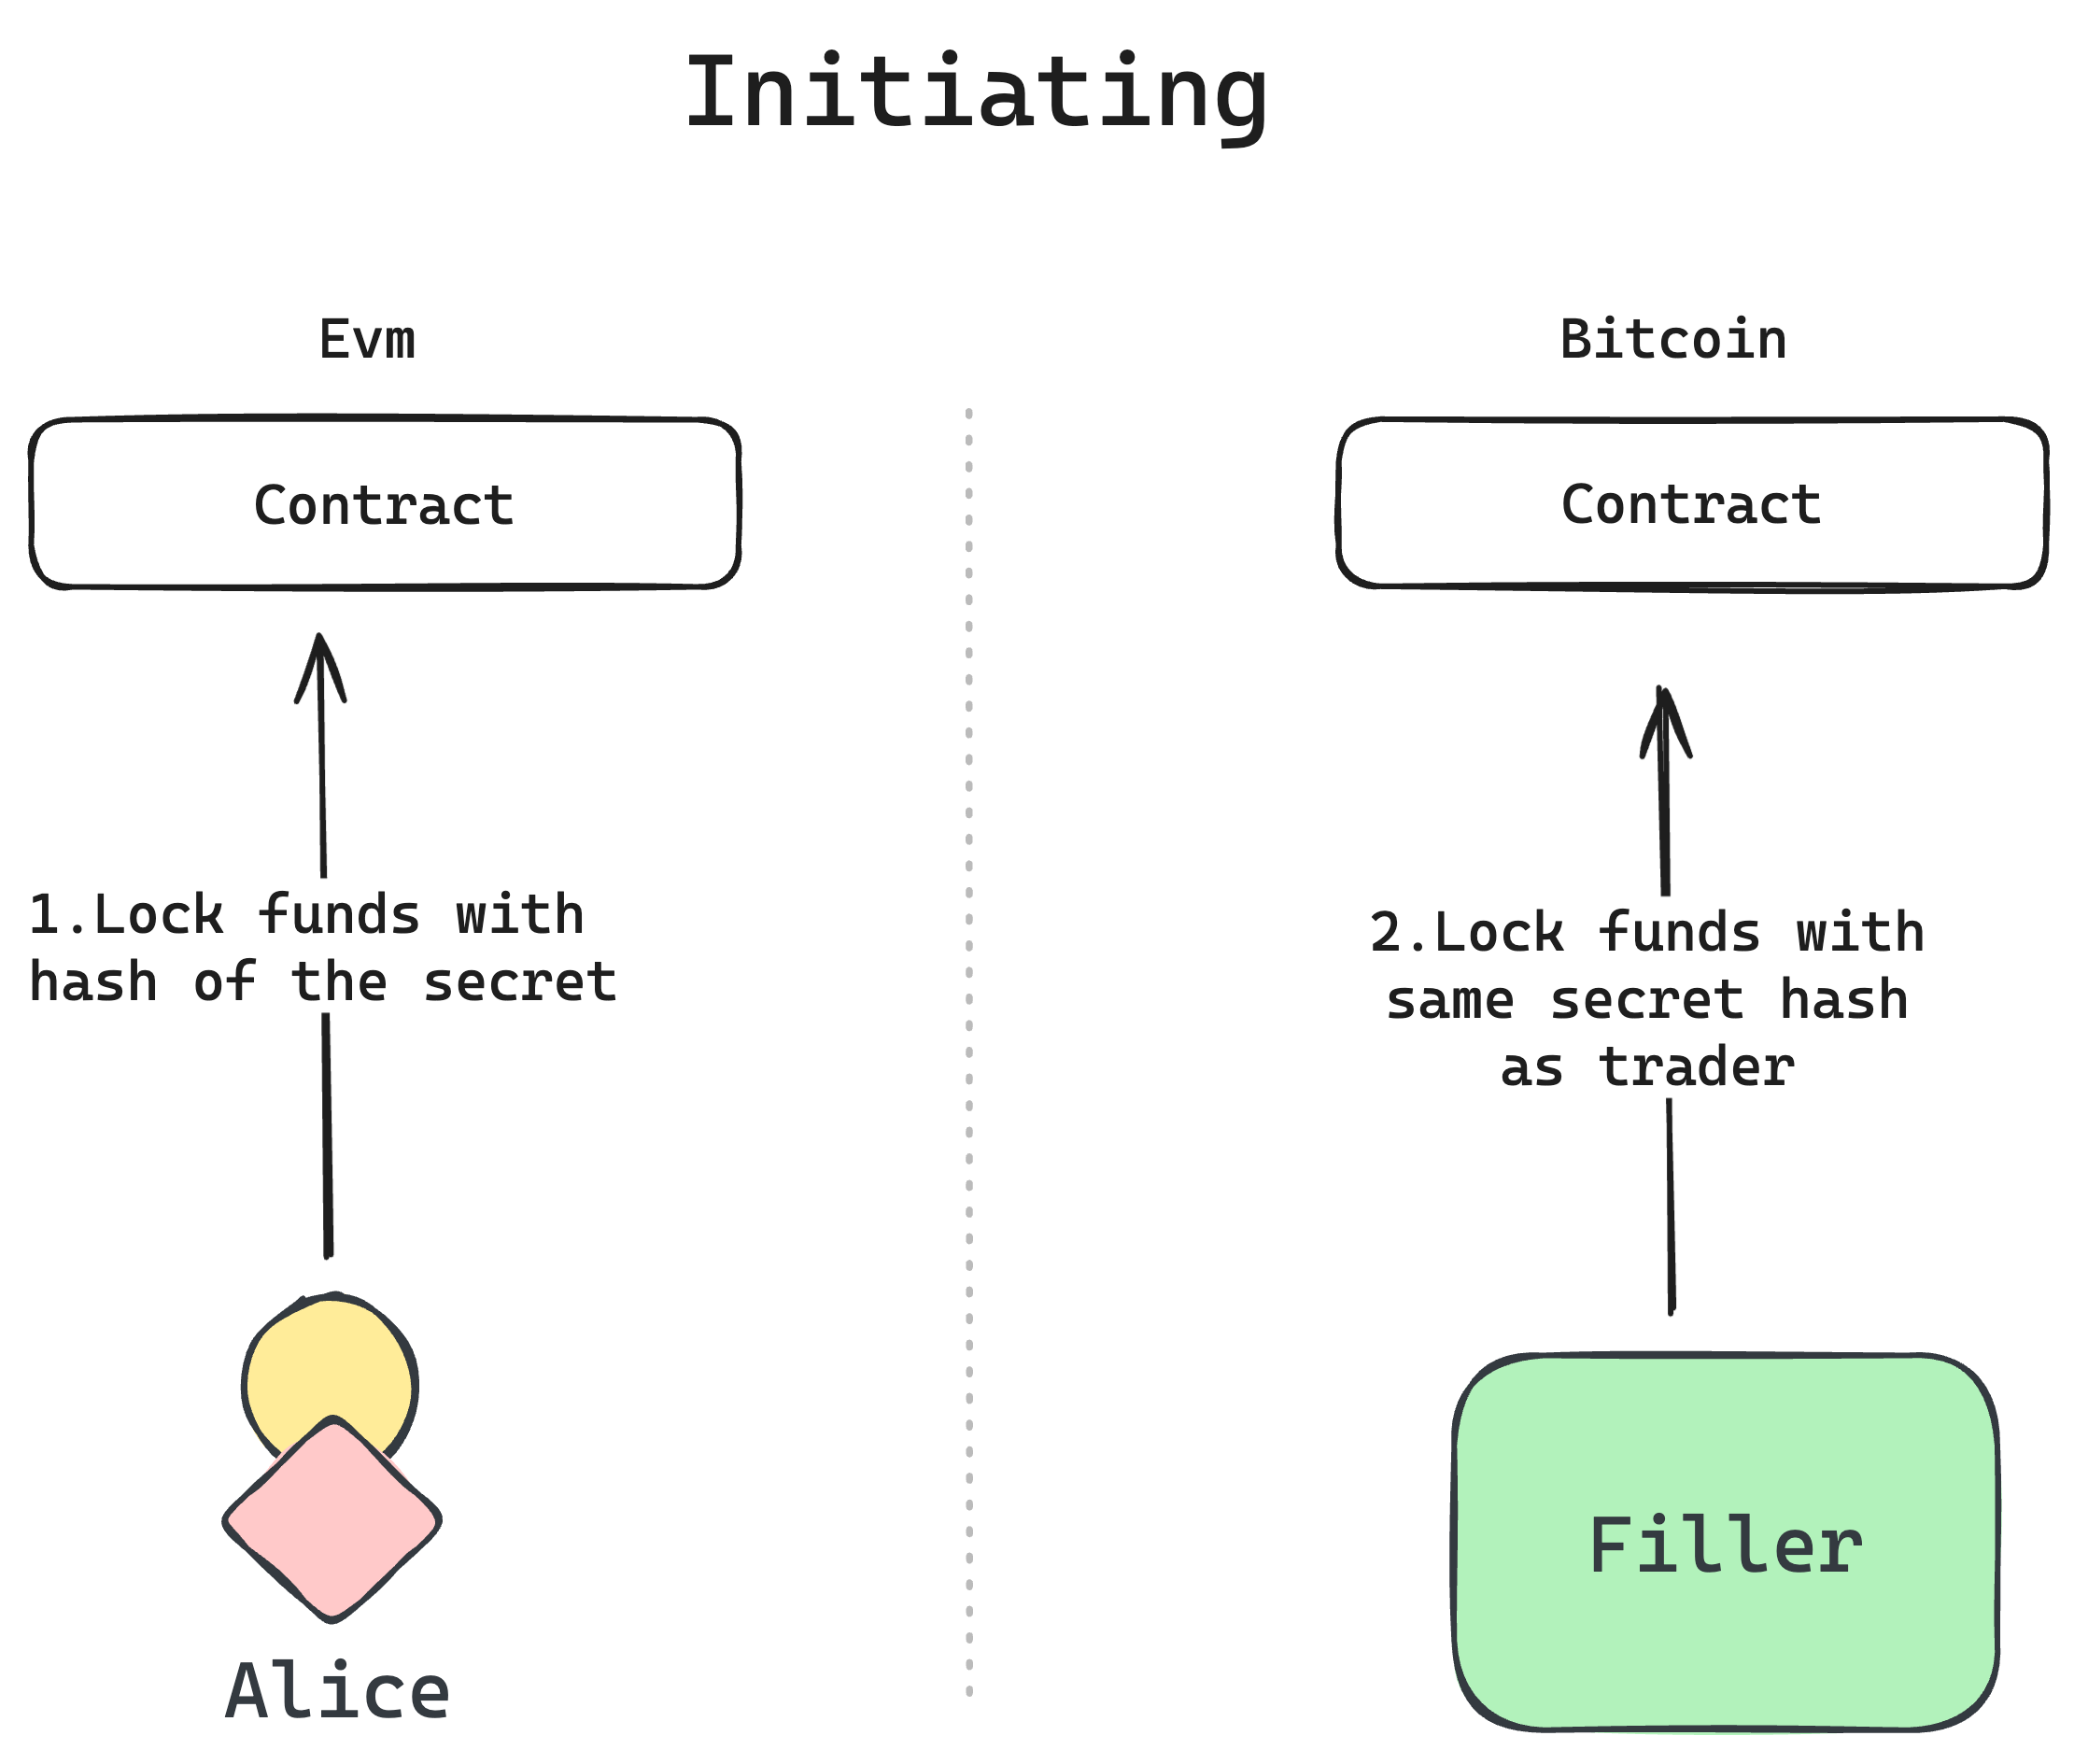 Initiating
Evm
Bitcoin
Contract
Contract
1.Lock funds with
hash of the secret
2.Lock funds with
same secret hash
as trader
Filler
Alice